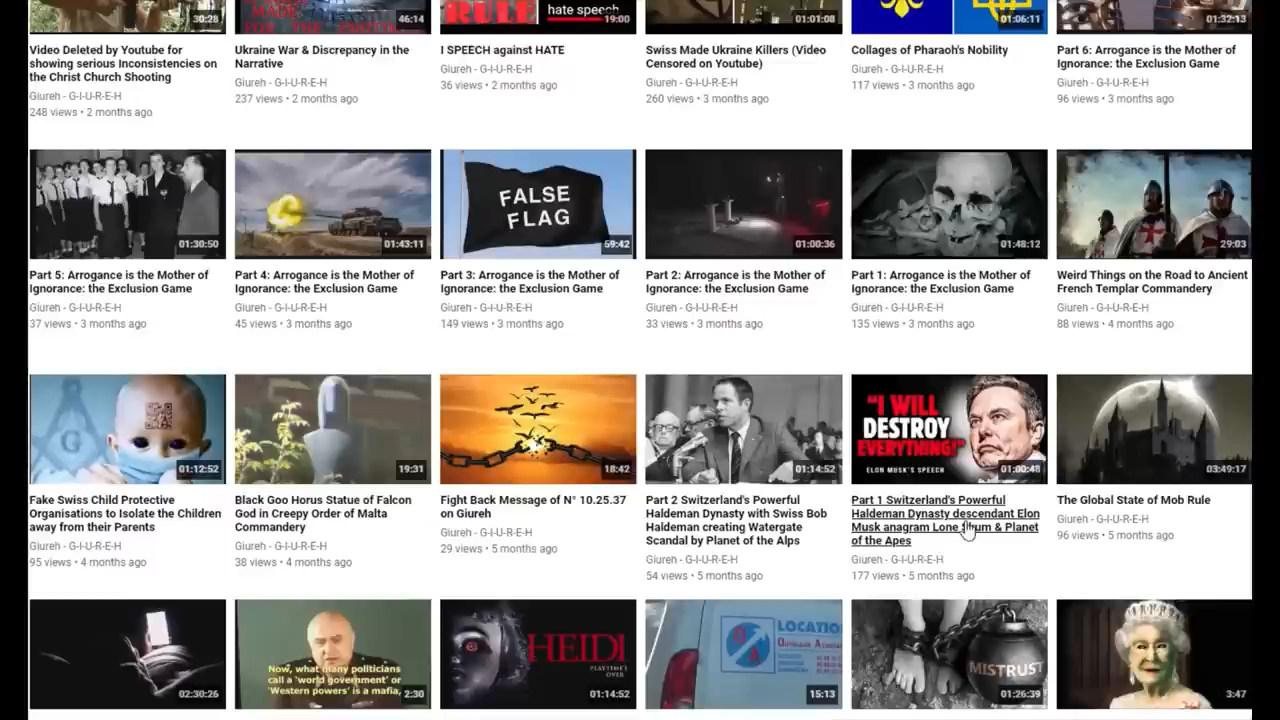 MADE
FOR THE
RULE
hate speech
30:28
46:14
19:00
01:01:08
01:06:11
01:32:13
Video Deleted by Youtube for
showing serious Inconsistencies on
the Christ Church Shooting
Giureh - G-I-U-R-E-H
248 views • 2 months ago
Ukraine War & Discrepancy in the
Narrative
Giureh - G-I-U-R-E-H
237 views • 2 months ago
I SPEECH against HATE
Giureh - G-I-U-R-E-H
36 views • 2 months ago
Swiss Made Ukraine Killers (Video
Censored on Youtube)
Giureh - G-I-U-R-E-H
260 views • 3 months ago
Collages of Pharaoh's Nobility
Giureh - G-I-U-R-E-H
117 views • 3 months ago
Part 6: Arrogance is the Mother of
Ignorance: the Exclusion Game
Giureh - G-I-U-R-E-H
96 views • 3 months ago
FALSE
FLAG
01:30:50
01:43:11
59:42
01:00:36
01:48:12
29:03
Part 5: Arrogance is the Mother of
Ignorance: the Exclusion Game
Giureh - G-I-U-R-E-H
37 views • 3 months ago
Part 4: Arrogance is the Mother of
Ignorance: the Exclusion Game
Giureh - G-I-U-R-E-H
45 views • 3 months ago
Part 3: Arrogance is the Mother of
Ignorance: the Exclusion Game
Giureh - G-I-U-R-E-H
149 views • 3 months ago
Part 2: Arrogance is the Mother of
Ignorance: the Exclusion Game
Giureh - G-I-U-R-E-H
33 views • 3 months ago
Part 1: Arrogance is the Mother of
Ignorance: the Exclusion Game
Giureh - G-I-U-R-E-H
135 views • 3 months ago
Weird Things on the Road to Ancient
French Templar Commandery
Giureh - G-I-U-R-E-H
88 views • 4 months ago
G
"I WILL
DESTROY
EVERYTHING!"
ELON MUSK'S SPEECH
01:12:52
19:31
18:42
01:14:52
01:00:48
03:49:17
Fake Swiss Child Protective
Organisations to Isolate the Children
away from their Parents
Giureh - G-I-U-R-E-H
95 views • 4 months ago
Black Goo Horus Statue of Falcon
God in Creepy Order of Malta
Commandery
Giureh - G-I-U-R-E-H
38 views • 4 months ago
Fight Back Message of N° 10.25.37
on Giureh
Giureh - G-I-U-R-E-H
29 views • 5 months ago
Part 2 Switzerland's Powerful
Haldeman Dynasty with Swiss Bob
Haldeman creating Watergate
Scandal by Planet of the Alps
Giureh - G-I-U-R-E-H
54 views • 5 months ago
Part 1 Switzerland's Powerful
Haldeman Dynasty descendant Elon
Musk anagram Lone & Planet
of the Apes
Giureh - G-I-U-R-E-H
177 views • 5 months ago
The Global State of Mob Rule
Giureh - G-I-U-R-E-H
96 views • 5 months ago
Now, what many politicians
call a 'world government' or
'Western powers' is a mafia,
HEIDI
PLAYTIME'S
OVER
LOCATIO
MISTRUST
02:30:26
2:30
01:14:52
15:13
01:26:39
3:47